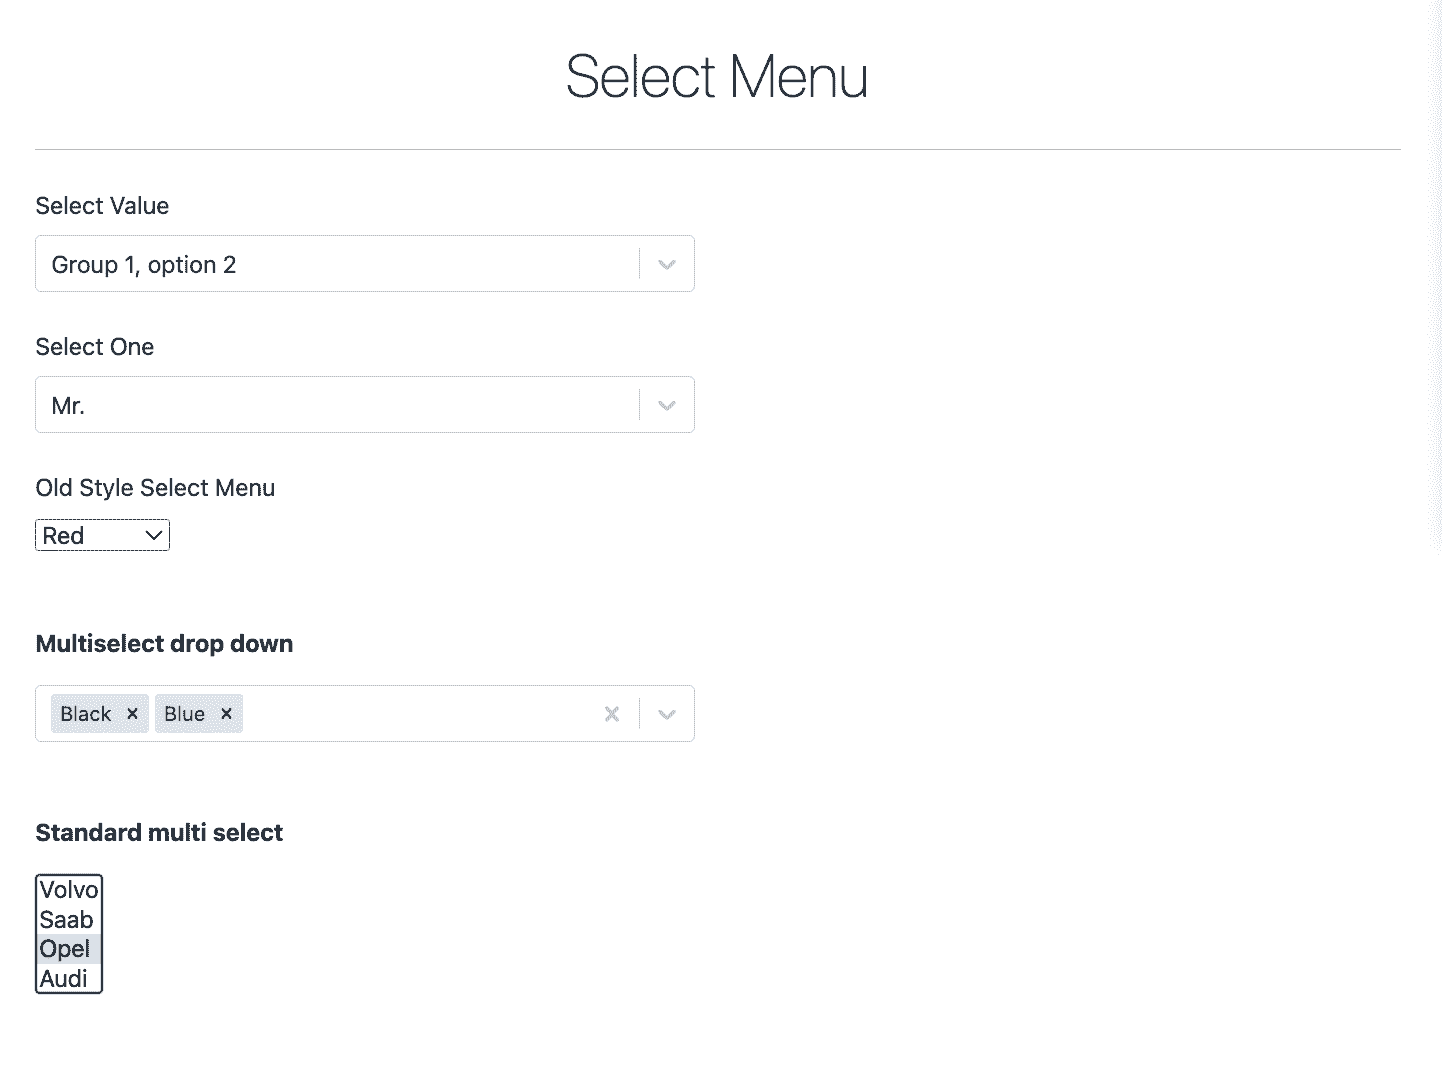 Select Menu
Select Value
Group 1, option 2
Select One
Mr.
Old Style Select Menu
Red
Multiselect drop down
Black Blue
Standard multi select
Volvo
Saab
Opel
Audi